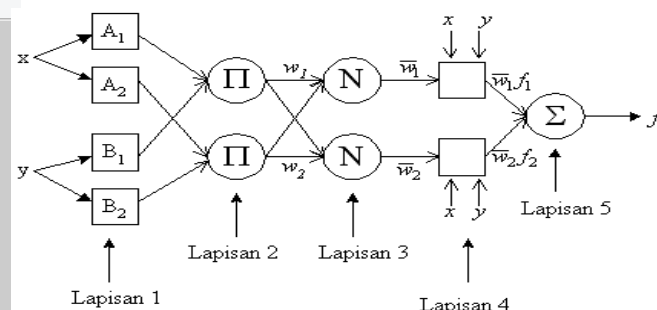 x y
A₁
x
A₂
Π w₁ N w̅₁ w̅₁f₁
Σ f
B₁
y
B₂
Π w₂ N w̅₂ w̅₂f₂
x y
Lapisan 5
Lapisan 2 Lapisan 3
Lapisan 1 Lapisan 4